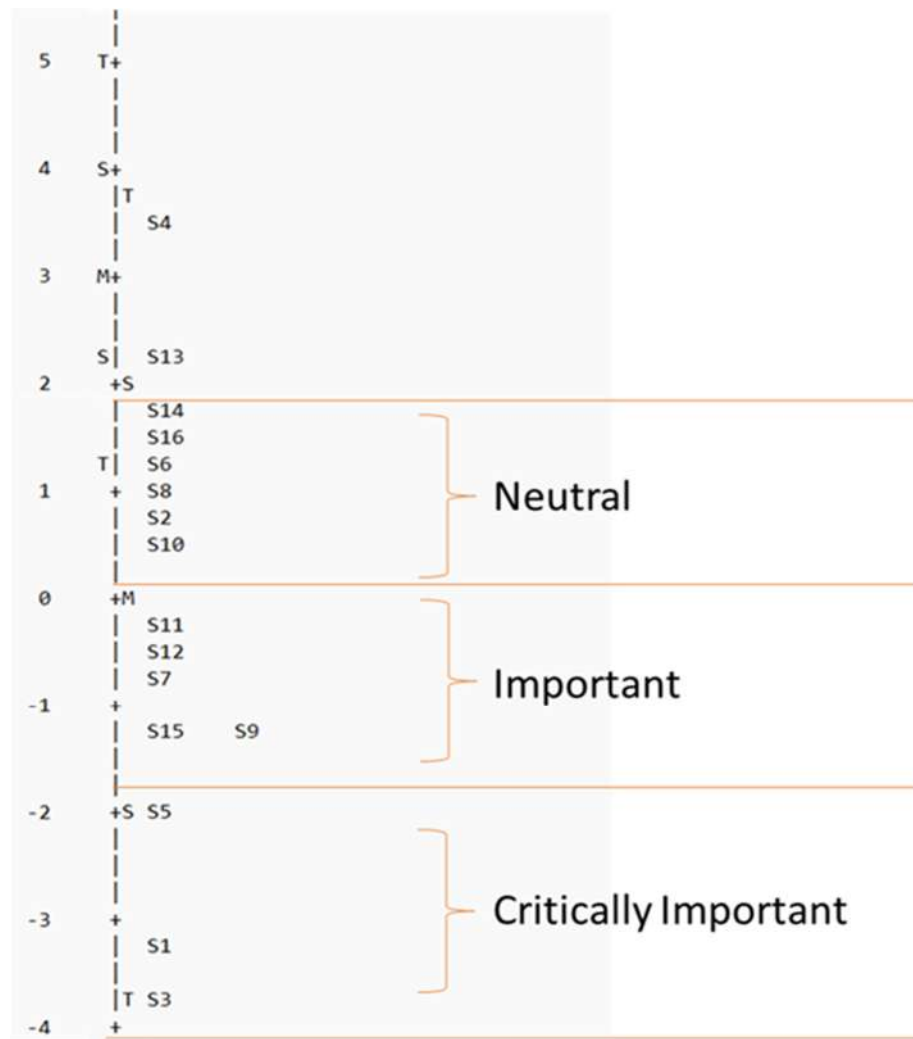 |
|
5 T+
|
|
|
4 S+
|T
| S4
|
3 M+
|
|
S| S13
2 +S
| S14
| S16
T| S6
1 + S8 Neutral
| S2
| S10
|
0 +M
| S11
| S12
| S7 Important
-1 +
| S15 S9
|
|
-2 +S S5
|
|
|
-3 + Critically Important
| S1
|
|T S3
-4 +